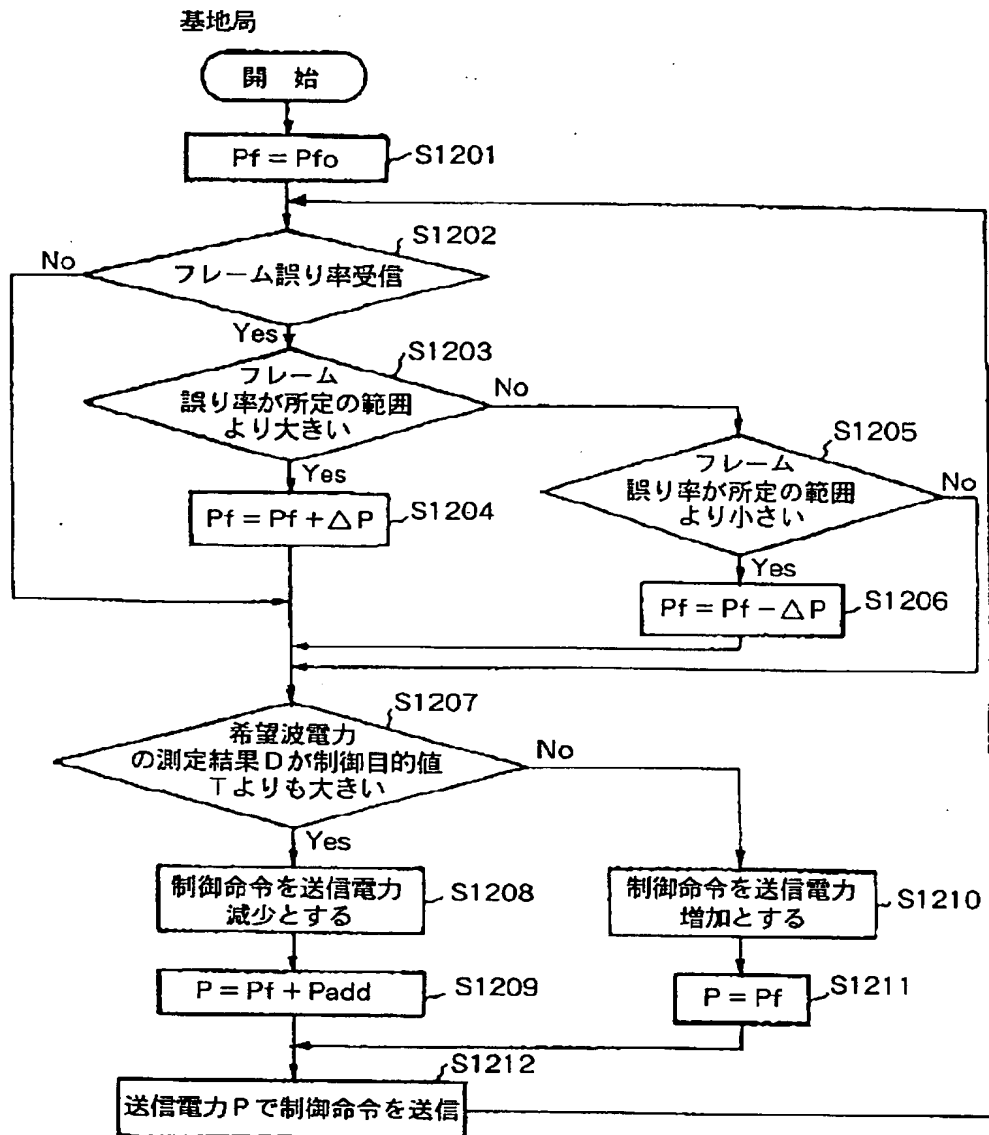 基地局
開 始
Pf = Pfo
S1201
S1202
No
フレーム誤り率受信
Yes
S1203
フレーム
誤り率が所定の範囲
より大きい
No
Yes
S1205
フレーム
誤り率が所定の範囲
より小さい
No
Pf = Pf + △P
S1204
Yes
Pf = Pf − △P
S1206
S1207
希望波電力
の測定結果Dが制御目的値
Tよりも大きい
No
Yes
制御命令を送信電力
減少とする
S1208
制御命令を送信電力
増加とする
S1210
P = Pf + Padd
S1209
P = Pf
S1211
S1212
送信電力Pで制御命令を送信